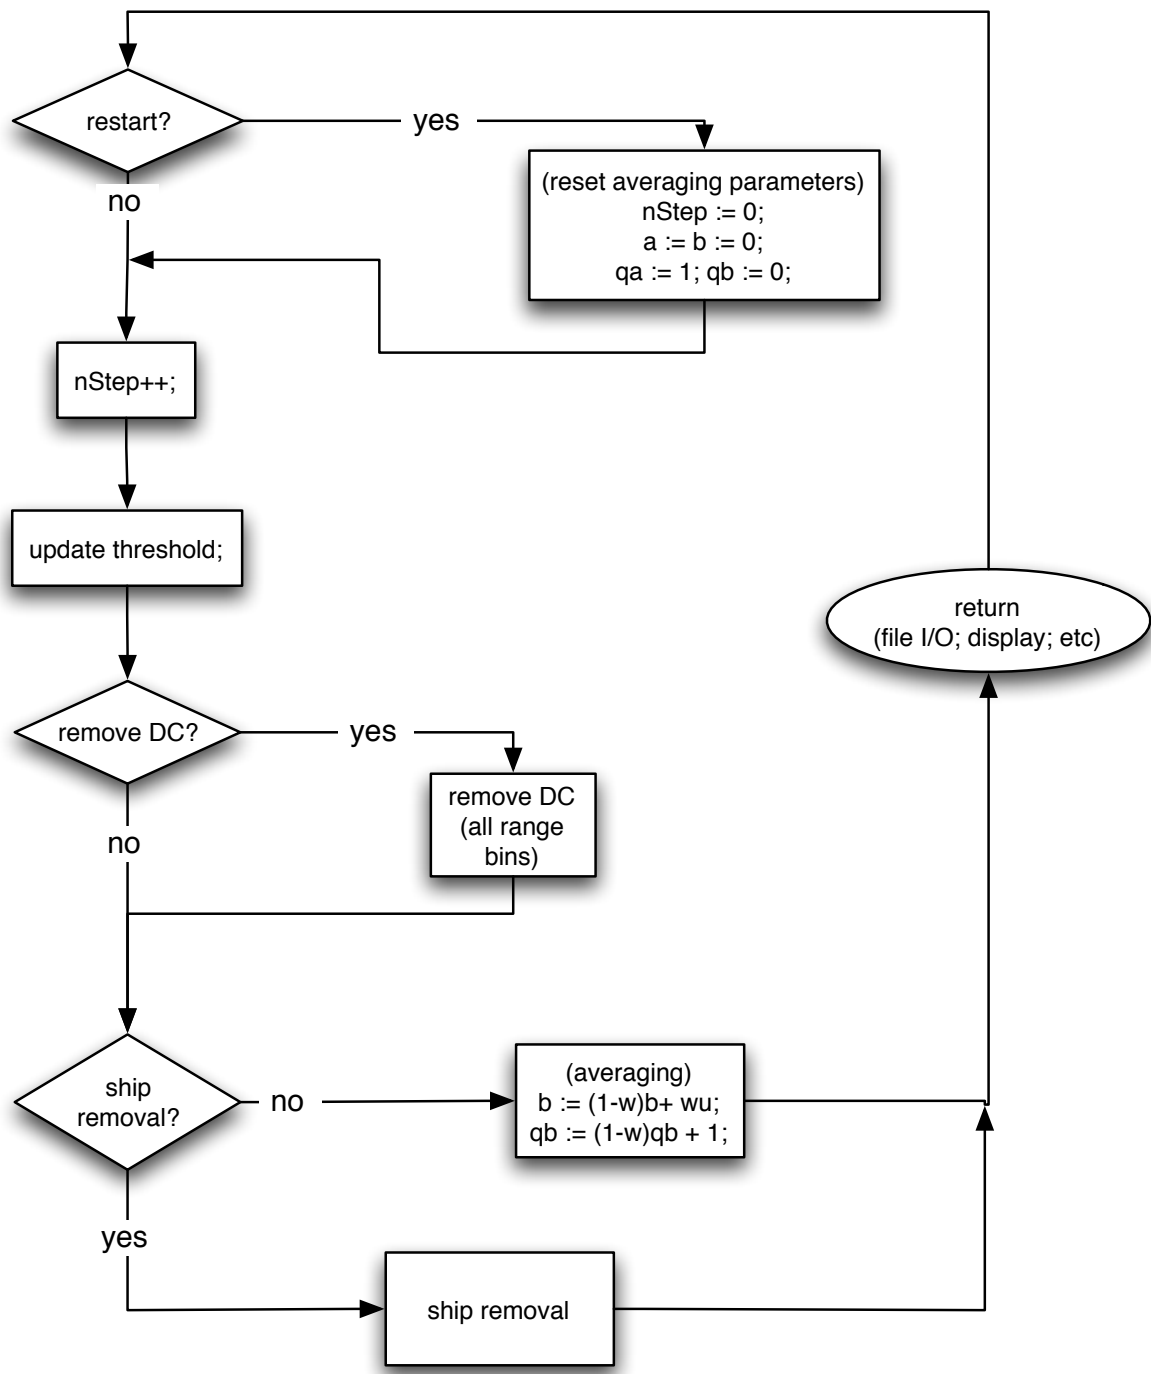 restart?
yes
(reset averaging parameters)
nStep := 0;
a := b := 0;
qa := 1; qb := 0;
no
nStep++;
update threshold;
return
(file I/O; display; etc)
remove DC?
yes
remove DC
(all range
bins)
no
ship
removal?
no
(averaging)
b := (1-w)b+ wu;
qb := (1-w)qb + 1;
yes
ship removal